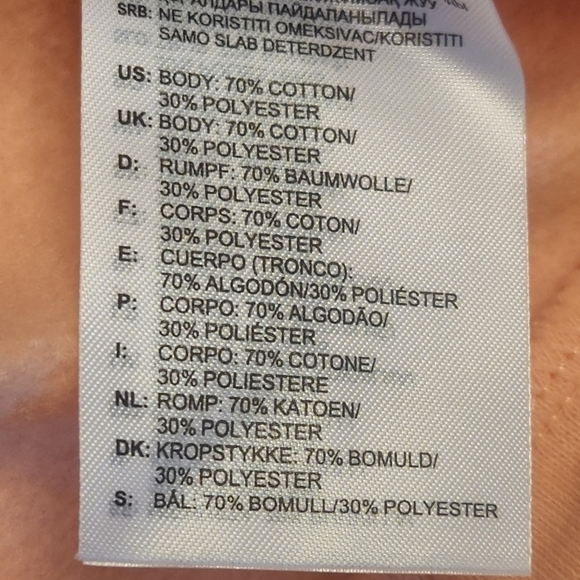 ҚҰРАЛДАРЫ ПАЙДАЛАНЫЛАДЫ
SRB: NE KORISTITI OMEKSIVAC/KORISTITI
SAMO SLAB DETERDZENT
US: BODY: 70% COTTON/
30% POLYESTER
UK: BODY: 70% COTTON/
30% POLYESTER
D: RUMPF: 70% BAUMWOLLE/
30% POLYESTER
F: CORPS: 70% COTON/
30% POLYESTER
E: CUERPO (TRONCO):
70% ALGODÓN/30% POLIÉSTER
P: CORPO: 70% ALGODÃO/
30% POLIÉSTER
I: CORPO: 70% COTONE/
30% POLIESTERE
NL: ROMP: 70% KATOEN/
30% POLYESTER
DK: KROPSTYKKE: 70% BOMULD/
30% POLYESTER
S: BÅL: 70% BOMULL/30% POLYESTER